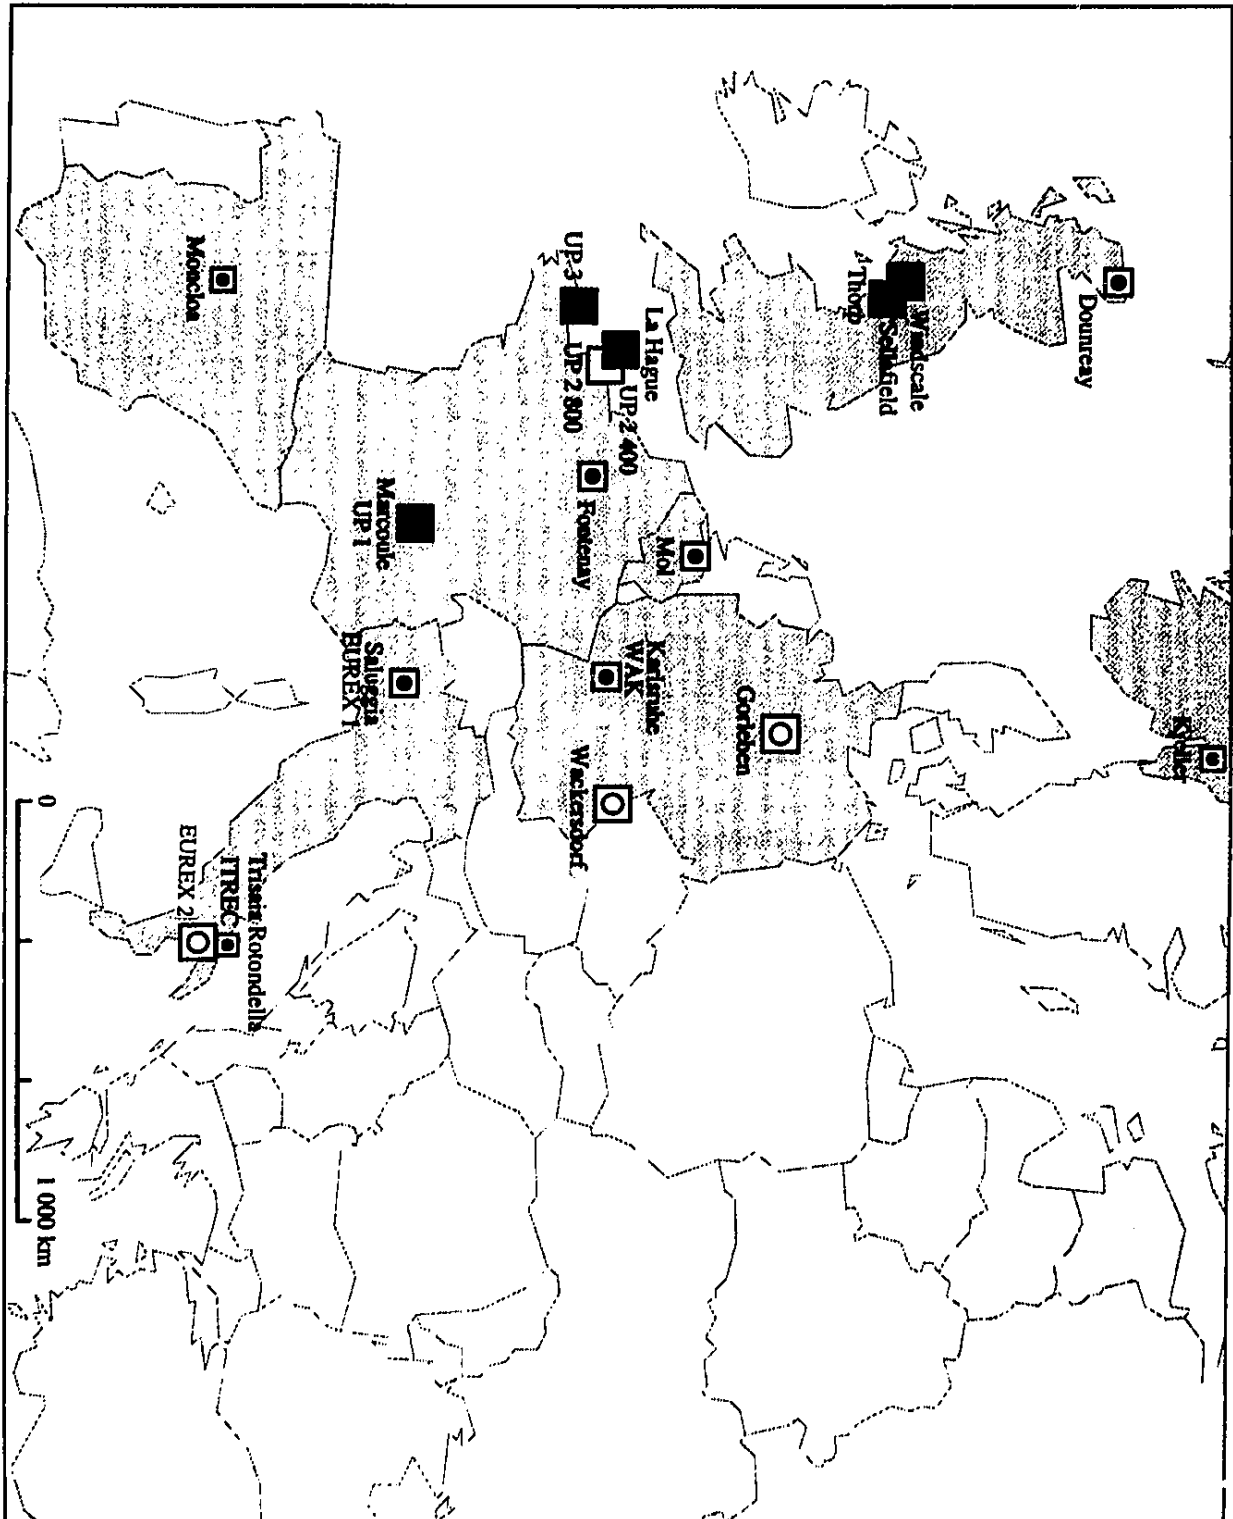 Kjeller
Dounreay
Windscale
Sellafield
Thorp
Gorleben
Mol
La Hague
UP 2 400
UP 2 800
UP 3
Karlsruhe
WAK
Wackersdorf
Fontenay
Marcoule
UP 1
Saluggia
EUREX 1
Moncloa
Trisaia Rotondella
ITREC
EUREX 2
0
1 000 km